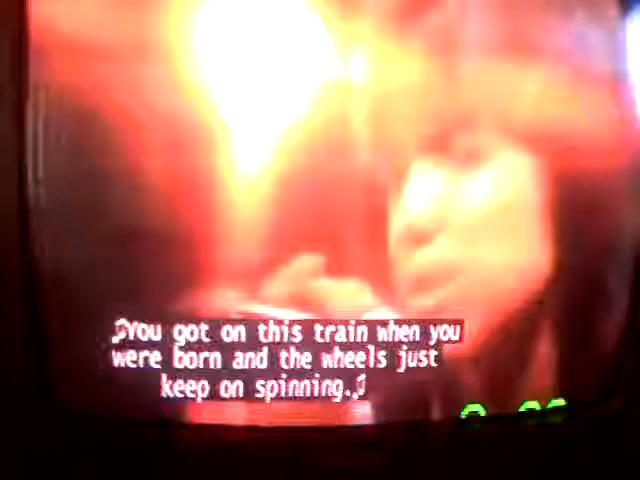 ♪You got on this train when you
were born and the wheels just
keep on spinning.♪